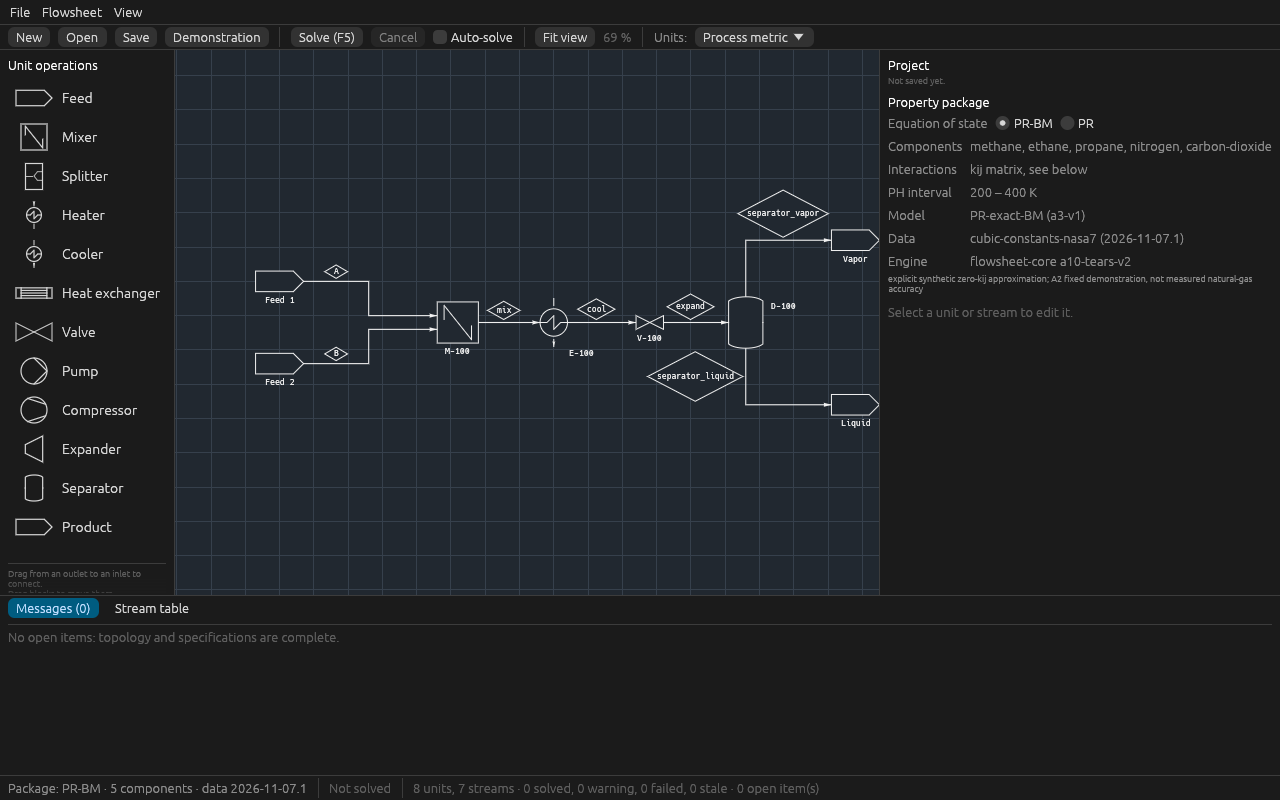 File Flowsheet View
New Open Save Demonstration Solve (F5) Cancel Auto-solve Fit view 69 % Units: Process metric
Unit operations
Feed
Mixer
Splitter
Heater
Cooler
Heat exchanger
Valve
Pump
Compressor
Expander
Separator
Product
Drag from an outlet to an inlet to
connect.
separator_vapor
Vapor
A
Feed 1
mix
cool
expand
D-100
M-100
E-100
V-100
B
Feed 2
separator_liquid
Liquid
Project
Not saved yet.
Property package
Equation of state PR-BM PR
Components methane, ethane, propane, nitrogen, carbon-dioxide
Interactions kij matrix, see below
PH interval 200 – 400 K
Model PR-exact-BM (a3-v1)
Data cubic-constants-nasa7 (2026-11-07.1)
Engine flowsheet-core a10-tears-v2
explicit synthetic zero-kij approximation; A2 fixed demonstration, not measured natural-gas
accuracy
Select a unit or stream to edit it.
Messages (0) Stream table
No open items: topology and specifications are complete.
Package: PR-BM · 5 components · data 2026-11-07.1 Not solved 8 units, 7 streams · 0 solved, 0 warning, 0 failed, 0 stale · 0 open item(s)